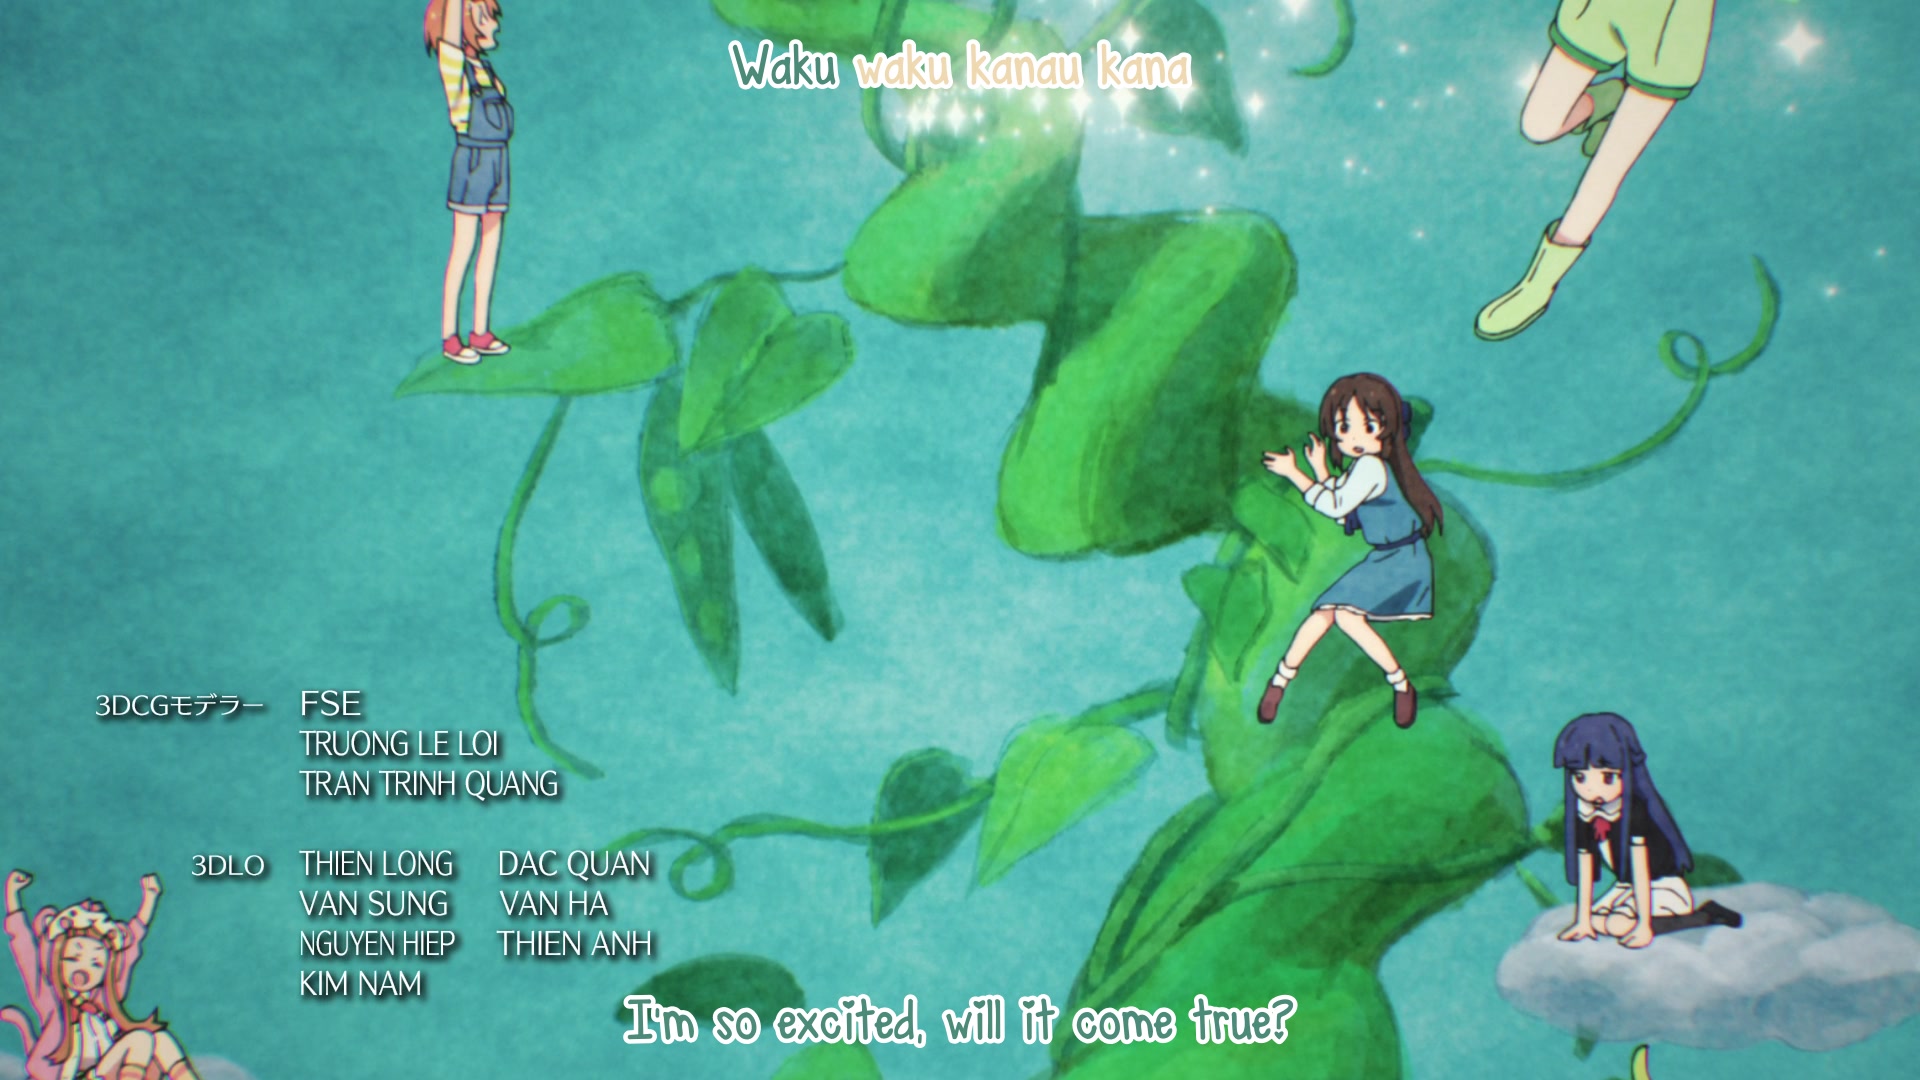 Waku waku kanau kana
3DCGモデラー FSE
TRUONG LE LOI
TRAN TRINH QUANG
3DLO THIEN LONG DAC QUAN
VAN SUNG VAN HA
NGUYEN HIEP THIEN ANH
KIM NAM
I'm so excited, will it come true?